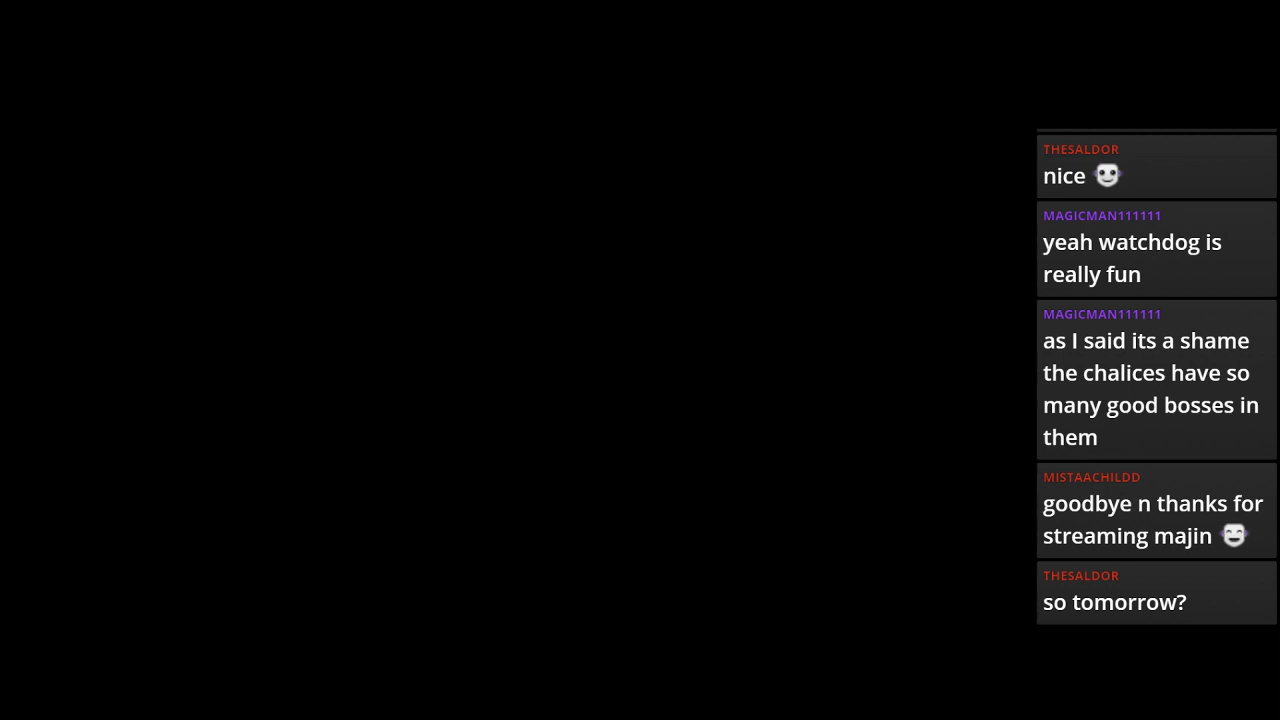 THESALDOR
nice
MAGICMAN111111
yeah watchdog is
really fun
MAGICMAN111111
as I said its a shame
the chalices have so
many good bosses in
them
MISTAACHILDD
goodbye n thanks for
streaming majin
THESALDOR
so tomorrow?